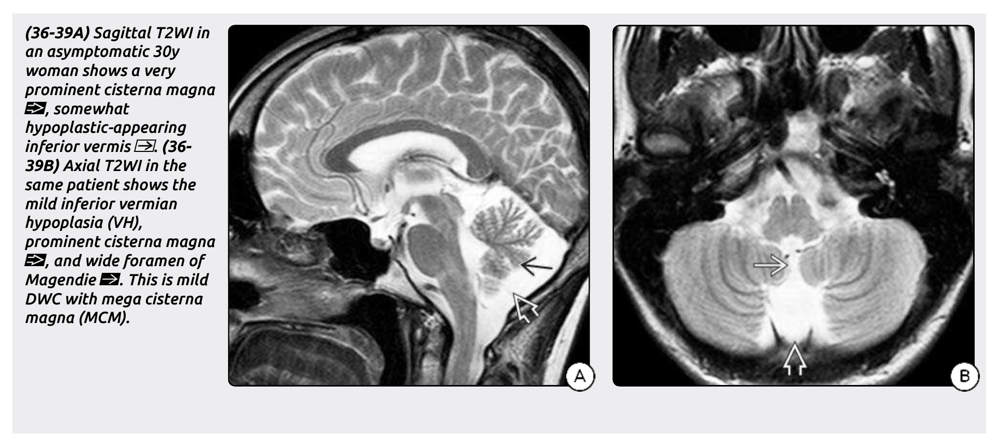 (36-39A) Sagittal T2WI in
an asymptomatic 30y
woman shows a very
prominent cisterna magna
, somewhat
hypoplastic-appearing
inferior vermis . (36-
39B) Axial T2WI in the
same patient shows the
mild inferior vermian
hypoplasia (VH),
prominent cisterna magna
, and wide foramen of
Magendie . This is mild
DWC with mega cisterna
magna (MCM).
A
B